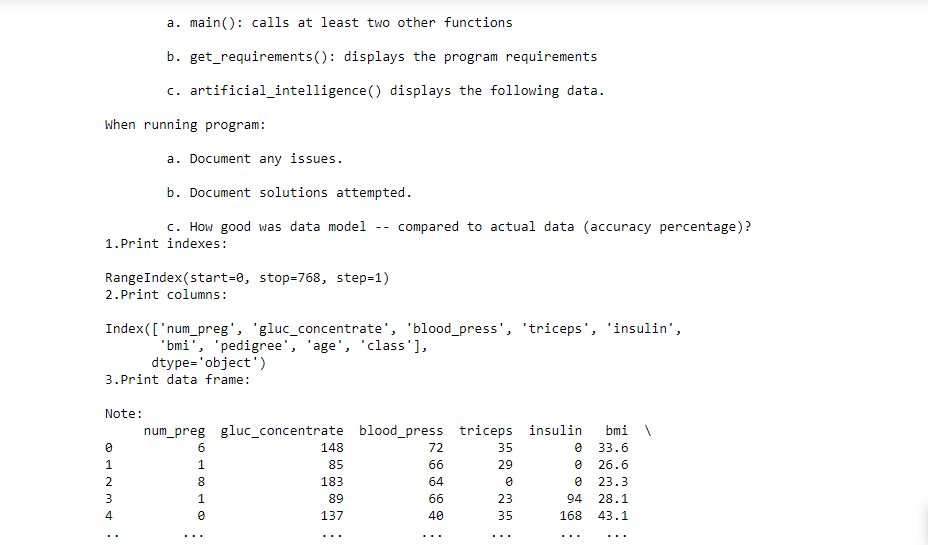 a. main(): calls at least two other functions
b. get_requirements(): displays the program requirements
c. artificial_intelligence() displays the following data.
When running program:
a. Document any issues.
b. Document solutions attempted.
c. How good was data model -- compared to actual data (accuracy percentage)?
1.Print indexes:
RangeIndex(start=0, stop=768, step=1)
2.Print columns:
Index(['num_preg', 'gluc_concentrate', 'blood_press', 'triceps', 'insulin',
'bmi', 'pedigree', 'age', 'class'],
dtype='object')
3.Print data frame:
Note:
num_preg gluc_concentrate blood_press triceps insulin bmi \
0 6 148 72 35 0 33.6
1 1 85 66 29 0 26.6
2 8 183 64 0 0 23.3
3 1 89 66 23 94 28.1
4 0 137 40 35 168 43.1
.. ... ... ... ... ... ...